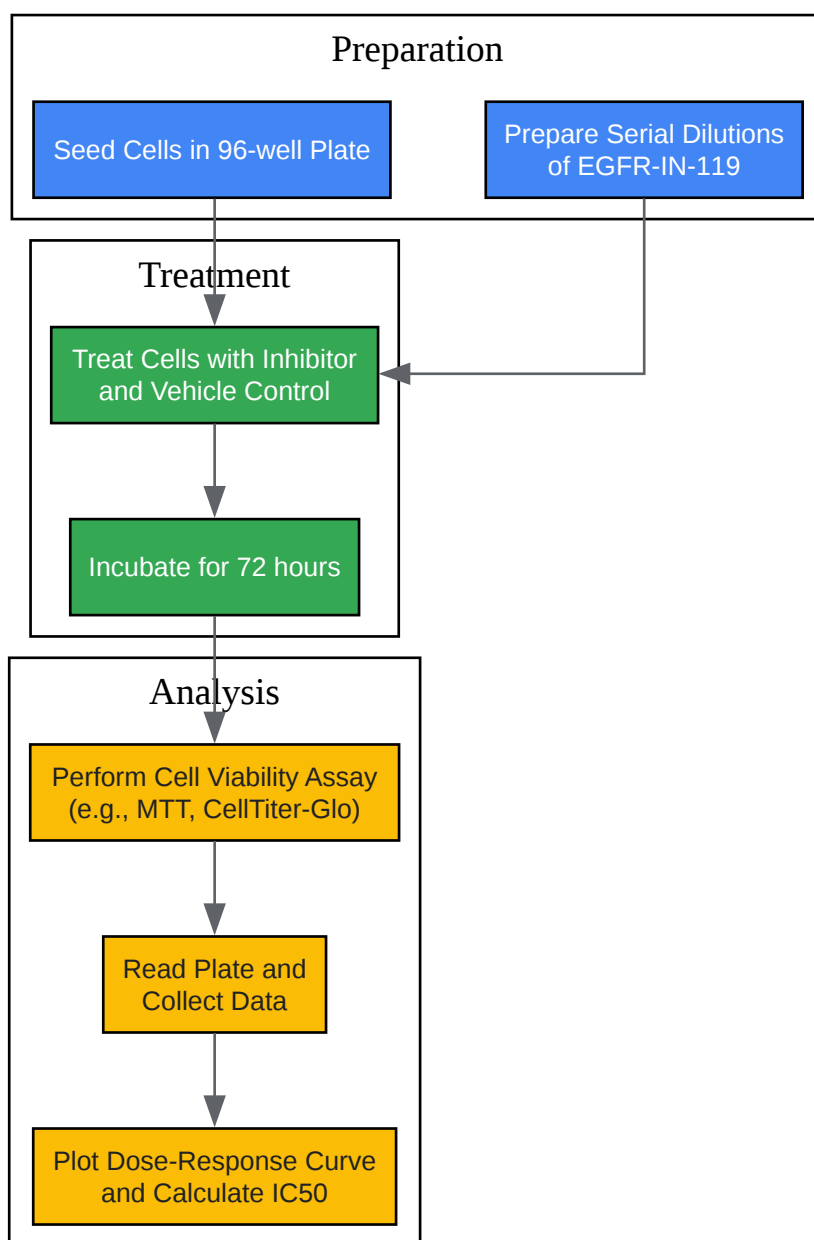 Preparation
Seed Cells in 96-well Plate
Prepare Serial Dilutions
of EGFR-IN-119
Treatment
Treat Cells with Inhibitor
and Vehicle Control
Incubate for 72 hours
Analysis
Perform Cell Viability Assay
(e.g., MTT, CellTiter-Glo)
Read Plate and
Collect Data
Plot Dose-Response Curve
and Calculate IC50